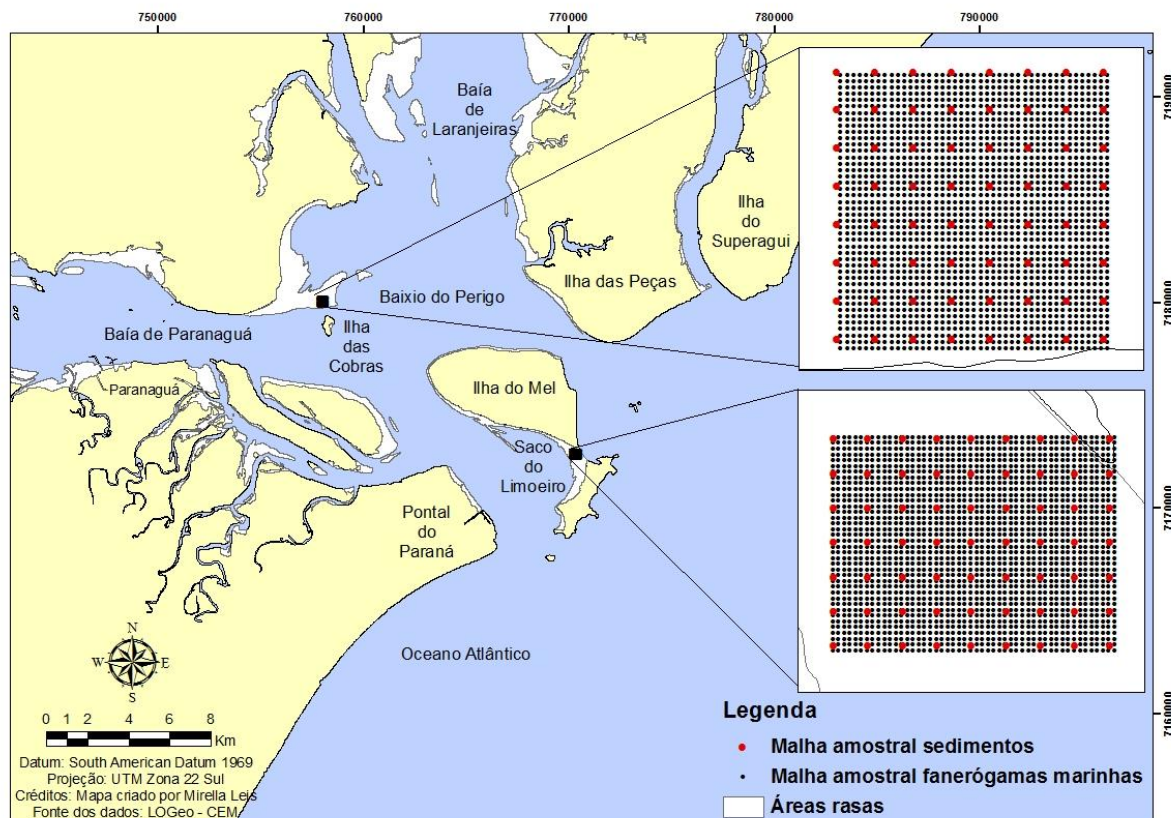 750000
760000
770000
780000
790000
Baía
de
Laranjeiras
Ilha
do
Superagui
Ilha das Peças
Baixio do Perigo
Baía de Paranaguá
Ilha
das
Cobras
Paranaguá
Ilha do Mel
Saco
do
Limoeiro
Pontal
do
Paraná
Oceano Atlântico
7190000
7180000
7170000
7160000
N
W
E
S
0 1 2 4 6 8
Km
Datum: South American Datum 1969
Projeção: UTM Zona 22 Sul
Créditos: Mapa criado por Mirella Leis
Fonte dos dados: LOGeo - CEM
Legenda
Malha amostral sedimentos
Malha amostral fanerógamas marinhas
Áreas rasas